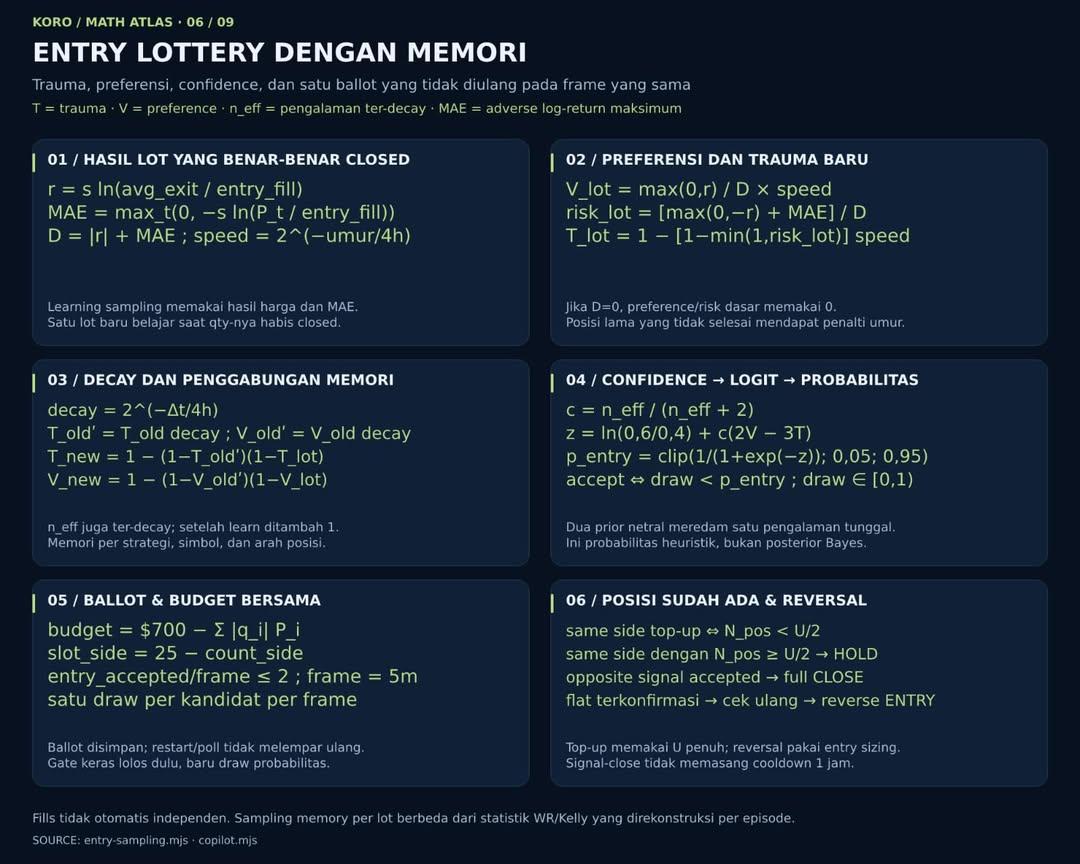 KORO / MATH ATLAS · 06 / 09
ENTRY LOTTERY DENGAN MEMORI
Trauma, preferensi, confidence, dan satu ballot yang tidak diulang pada frame yang sama
T = trauma · V = preference · n_eff = pengalaman ter-decay · MAE = adverse log-return maksimum
01 / HASIL LOT YANG BENAR-BENAR CLOSED
r = s ln(avg_exit / entry_fill)
MAE = max_t(0, −s ln(P_t / entry_fill))
D = |r| + MAE ; speed = 2^(−umur/4h)
Learning sampling memakai hasil harga dan MAE.
Satu lot baru belajar saat qty-nya habis closed.
02 / PREFERENSI DAN TRAUMA BARU
V_lot = max(0,r) / D × speed
risk_lot = [max(0,−r) + MAE] / D
T_lot = 1 − [1−min(1,risk_lot)] speed
Jika D=0, preference/risk dasar memakai 0.
Posisi lama yang tidak selesai mendapat penalti umur.
03 / DECAY DAN PENGGABUNGAN MEMORI
decay = 2^(−Δt/4h)
T_old′ = T_old decay ; V_old′ = V_old decay
T_new = 1 − (1−T_old′)(1−T_lot)
V_new = 1 − (1−V_old′)(1−V_lot)
n_eff juga ter-decay; setelah learn ditambah 1.
Memori per strategi, simbol, dan arah posisi.
04 / CONFIDENCE → LOGIT → PROBABILITAS
c = n_eff / (n_eff + 2)
z = ln(0,6/0,4) + c(2V − 3T)
p_entry = clip(1/(1+exp(−z)); 0,05; 0,95)
accept ⇔ draw < p_entry ; draw ∈ [0,1)
Dua prior netral meredam satu pengalaman tunggal.
Ini probabilitas heuristik, bukan posterior Bayes.
05 / BALLOT & BUDGET BERSAMA
budget = $700 − Σ |q_i| P_i
slot_side = 25 − count_side
entry_accepted/frame ≤ 2 ; frame = 5m
satu draw per kandidat per frame
Ballot disimpan; restart/poll tidak melempar ulang.
Gate keras lolos dulu, baru draw probabilitas.
06 / POSISI SUDAH ADA & REVERSAL
same side top-up ⇔ N_pos < U/2
same side dengan N_pos ≥ U/2 → HOLD
opposite signal accepted → full CLOSE
flat terkonfirmasi → cek ulang → reverse ENTRY
Top-up memakai U penuh; reversal pakai entry sizing.
Signal-close tidak memasang cooldown 1 jam.
Fills tidak otomatis independen. Sampling memory per lot berbeda dari statistik WR/Kelly yang direkonstruksi per episode.
SOURCE: entry-sampling.mjs · copilot.mjs